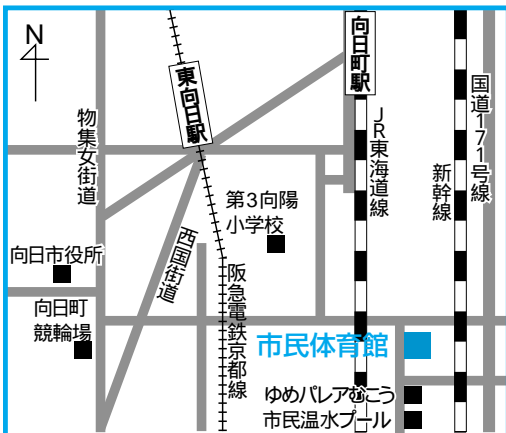 N
東向日駅
向日町駅
物集女街道
国道171号線
JR東海道線
新幹線
第3向陽
小学校
西国街道
向日市役所
阪急電鉄京都線
向日町
競輪場
市民体育館
ゆめパレアむこう
市民温水プール